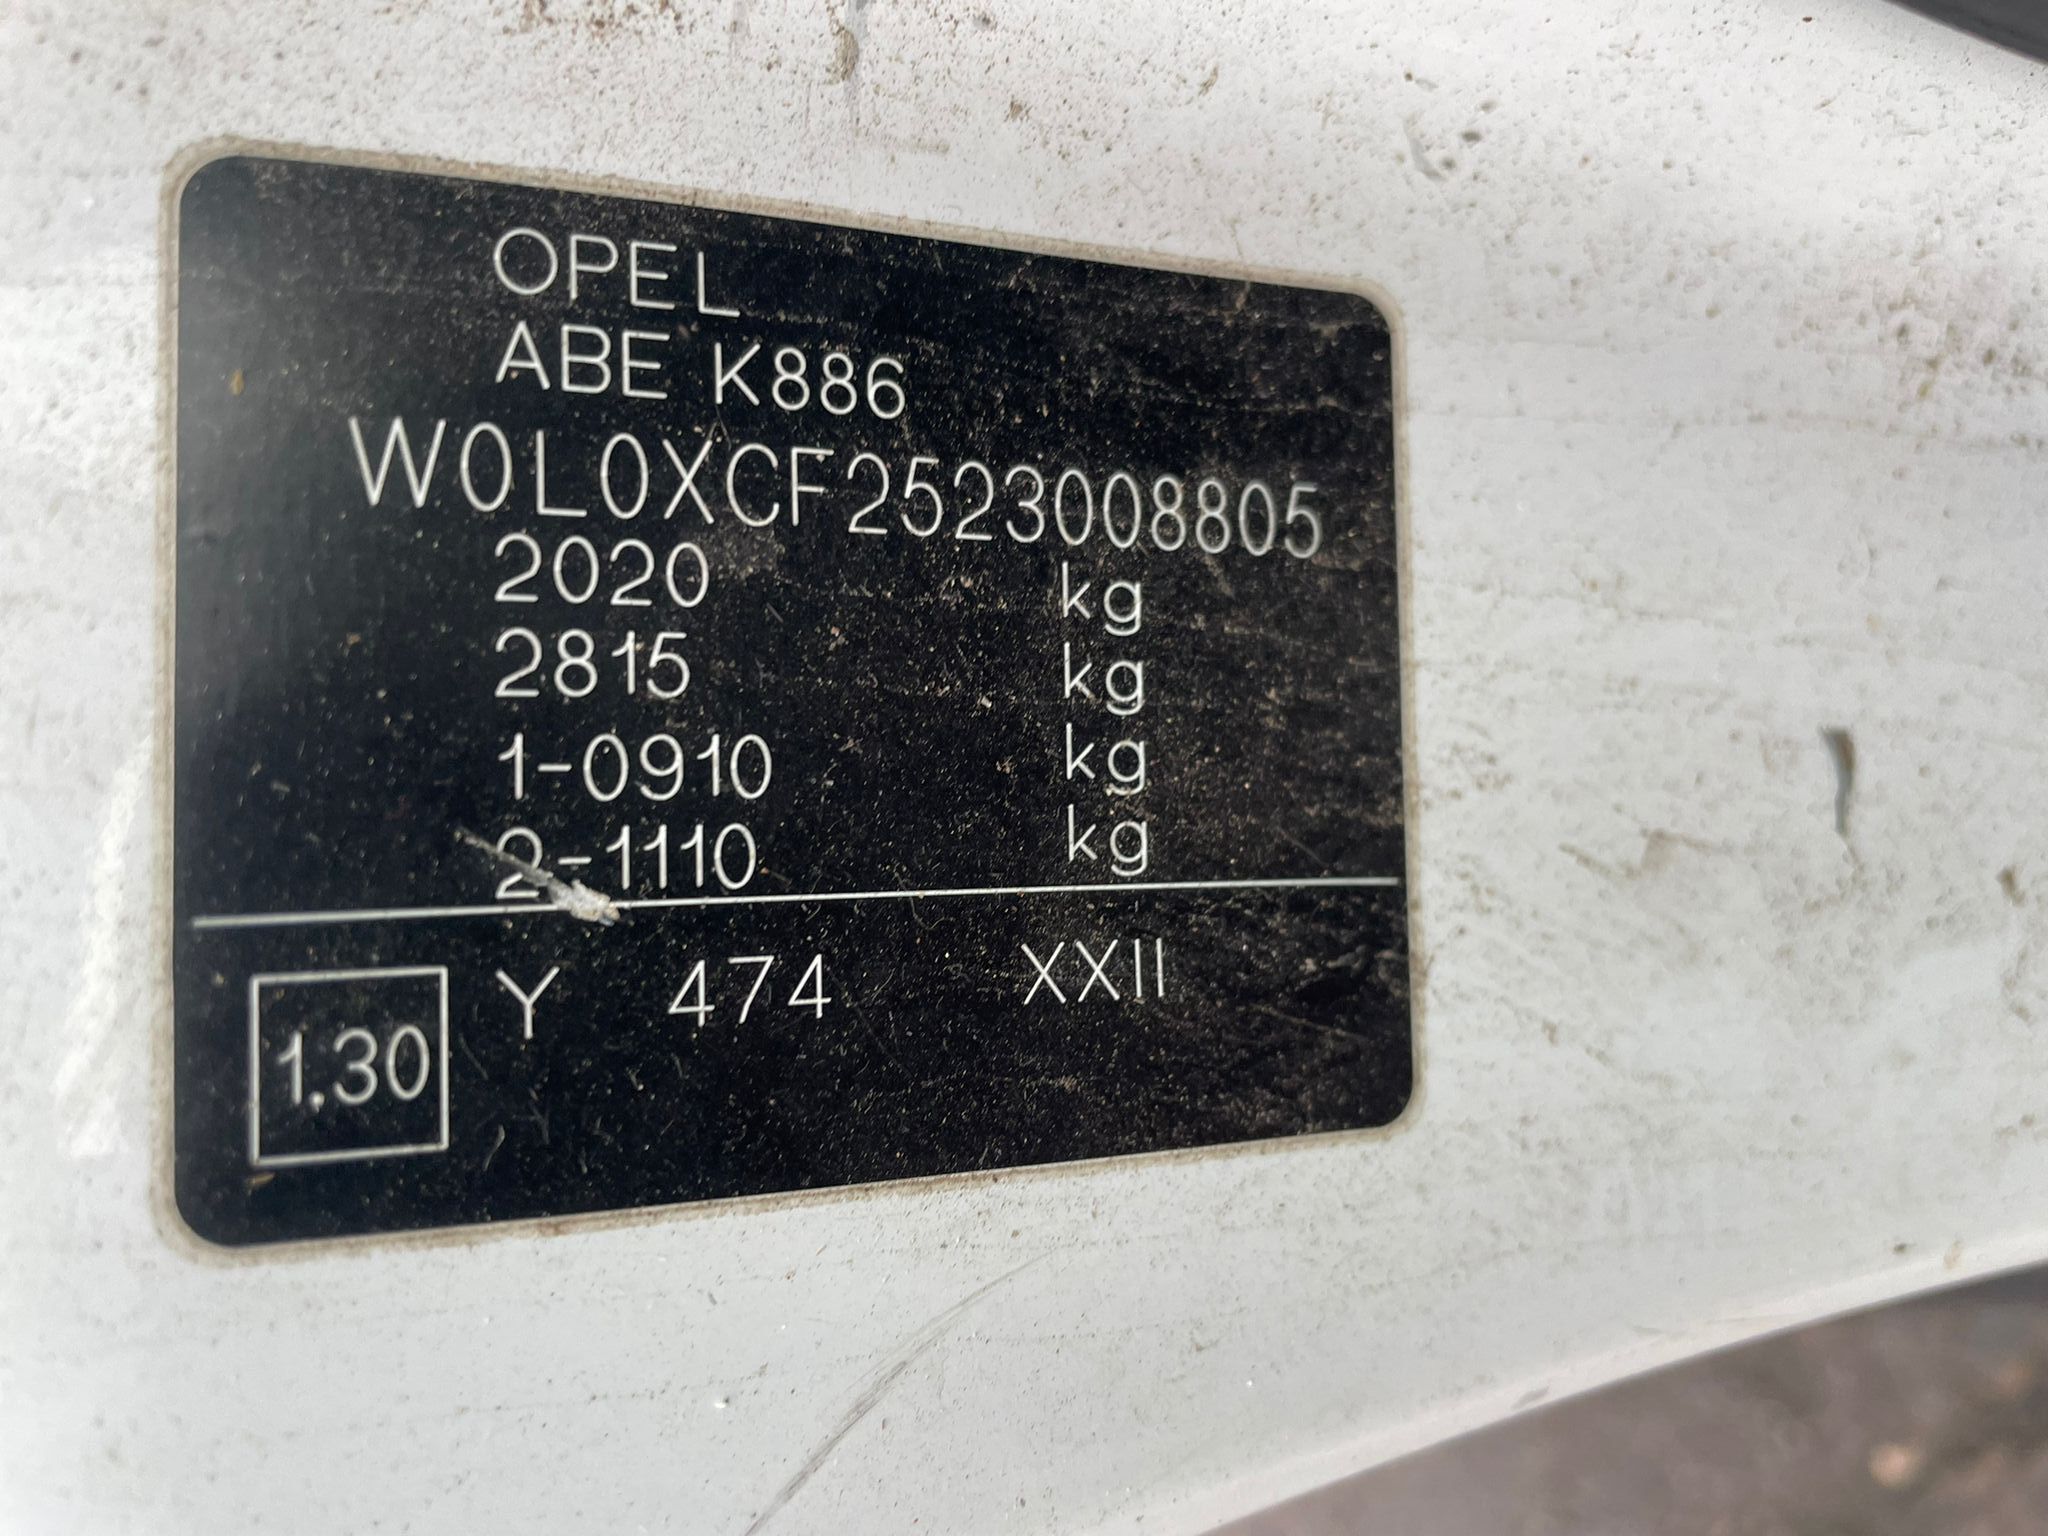 OPEL
ABE K886
W0L0XCF2523008805
2020 kg
2815 kg
1-0910 kg
2-1110 kg
1.30 Y 474 XXII